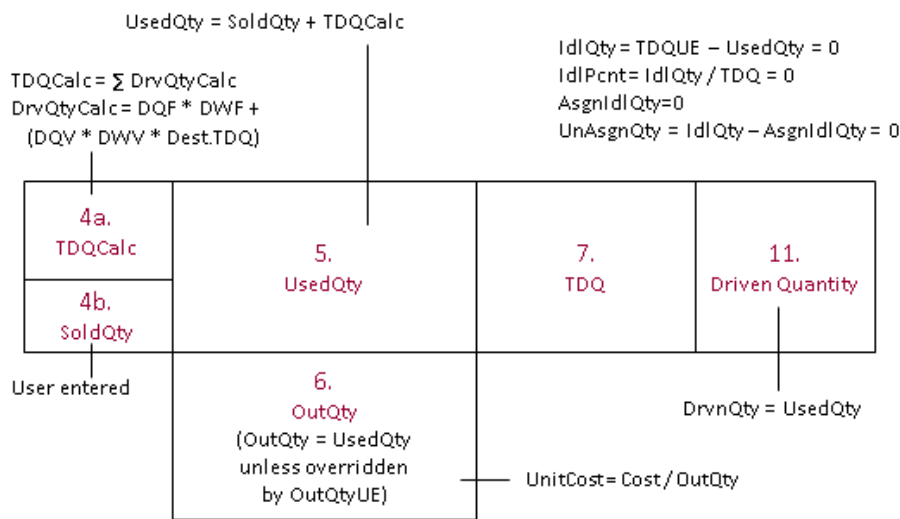 UsedQty = SoldQty + TDQCalc
IdlQty = TDQUE – UsedQty = 0
IdlPcnt = IdlQty / TDQ = 0
AsgnIdlQty=0
UnAsgnQty = IdlQty – AsgnIdlQty = 0
TDQCalc = ∑ DrvQtyCalc
DrvQtyCalc = DQF * DWF +
(DQV * DWV * Dest.TDQ)
4a.
TDQCalc
4b.
SoldQty
User entered
5.
UsedQty
7.
TDQ
11.
Driven Quantity
6.
OutQty
(OutQty = UsedQty
unless overridden
by OutQtyUE)
DrvnQty = UsedQty
UnitCost= Cost / OutQty